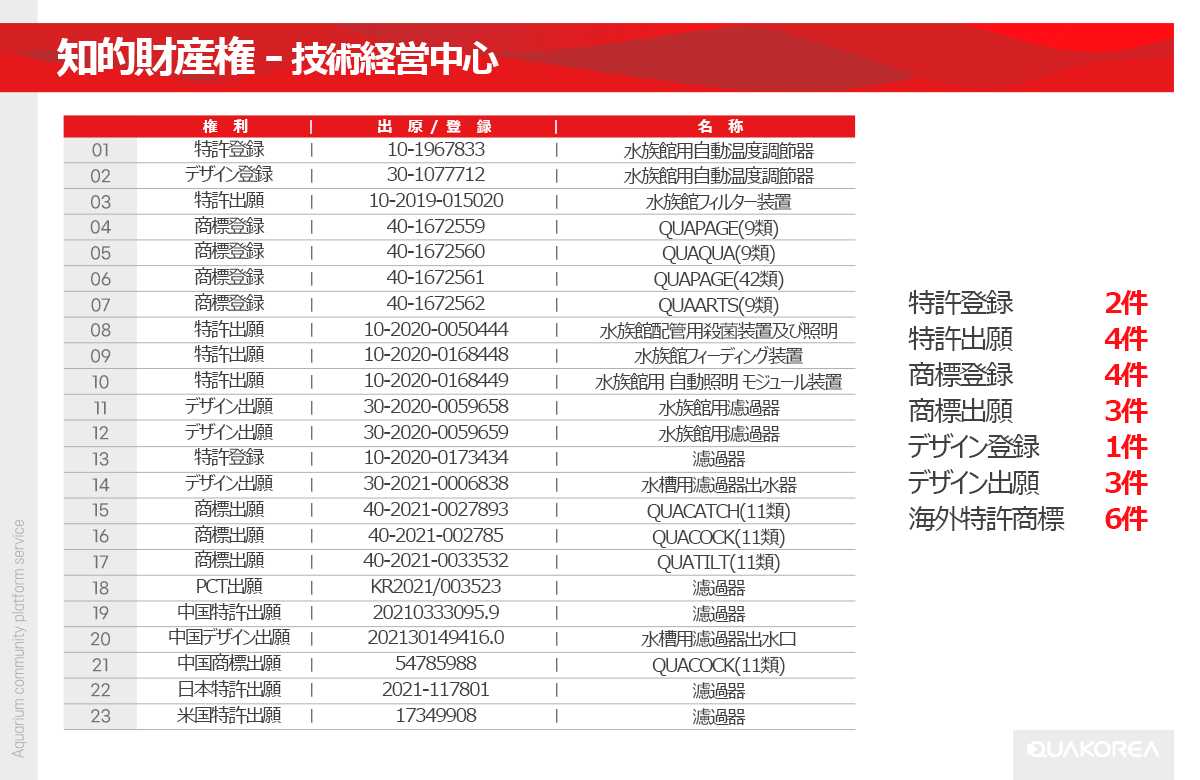 知的財産権 - 技術経営中心
権 利 | 出 原 / 登 録 | 名 称
01 特許登録 | 10-1967833 | 水族館用自動温度調節器
02 デザイン登録 | 30-1077712 | 水族館用自動温度調節器
03 特許出願 | 10-2019-015020 | 水族館フィルター装置
04 商標登録 | 40-1672559 | QUAPAGE(9類)
05 商標登録 | 40-1672560 | QUAQUA(9類)
06 商標登録 | 40-1672561 | QUAPAGE(42類)
07 商標登録 | 40-1672562 | QUAARTS(9類)
08 特許出願 | 10-2020-0050444 | 水族館配管用殺菌装置及び照明
09 特許出願 | 10-2020-0168448 | 水族館フィーディング装置
10 特許出願 | 10-2020-0168449 | 水族館用 自動照明 モジュール装置
11 デザイン出願 | 30-2020-0059658 | 水族館用濾過器
12 デザイン出願 | 30-2020-0059659 | 水族館用濾過器
13 特許登録 | 10-2020-0173434 | 濾過器
14 デザイン出願 | 30-2021-0006838 | 水槽用濾過器出水器
15 商標出願 | 40-2021-0027893 | QUACATCH(11類)
16 商標出願 | 40-2021-002785 | QUACOCK(11類)
17 商標出願 | 40-2021-0033532 | QUATILT(11類)
18 PCT出願 | KR2021/003523 | 濾過器
19 中国特許出願 | 20210333095.9 | 濾過器
20 中国デザイン出願 | 202130149416.0 | 水槽用濾過器出水口
21 中国商標出願 | 54785988 | QUACOCK(11類)
22 日本特許出願 | 2021-117801 | 濾過器
23 米国特許出願 | 17349908 | 濾過器
特許登録 2件
特許出願 4件
商標登録 4件
商標出願 3件
デザイン登録 1件
デザイン出願 3件
海外特許商標 6件
Aquarium community platform service
QUAKOREA